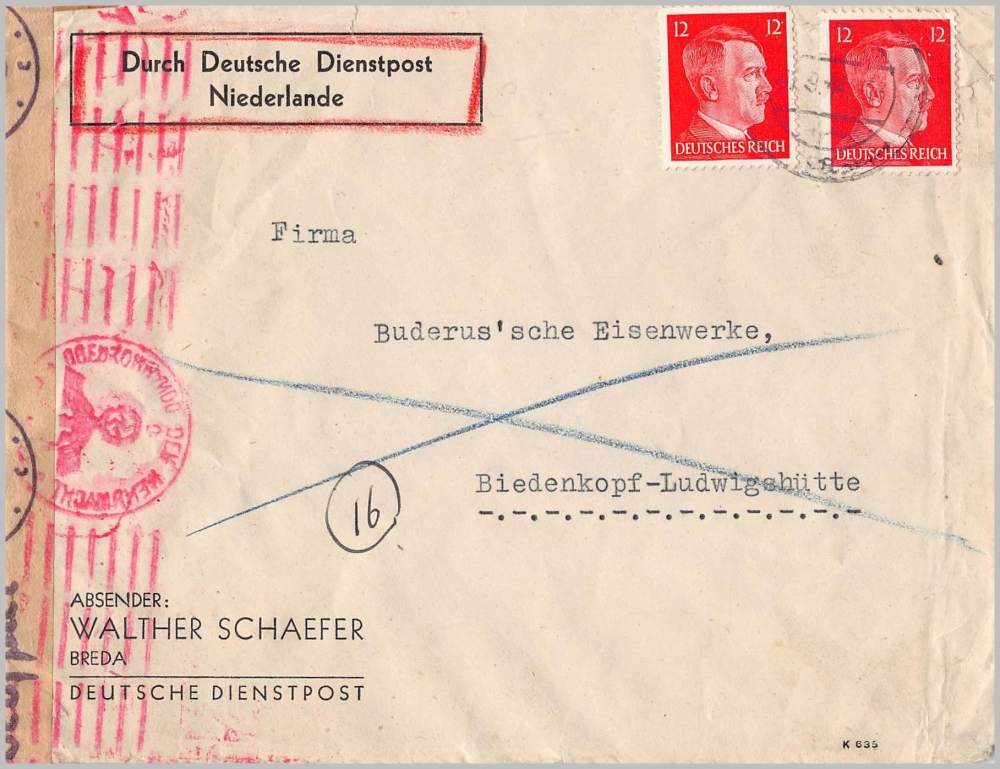 Durch Deutsche Dienstpost
Niederlande
12 12
DEUTSCHES REICH
12 12
DEUTSCHES REICH
Firma
Buderus'sche Eisenwerke,
Biedenkopf-Ludwigshütte
16
OBERKOMMANDO DER WEHRMACHT
ABSENDER:
WALTHER SCHAEFER
BREDA
DEUTSCHE DIENSTPOST
K 635